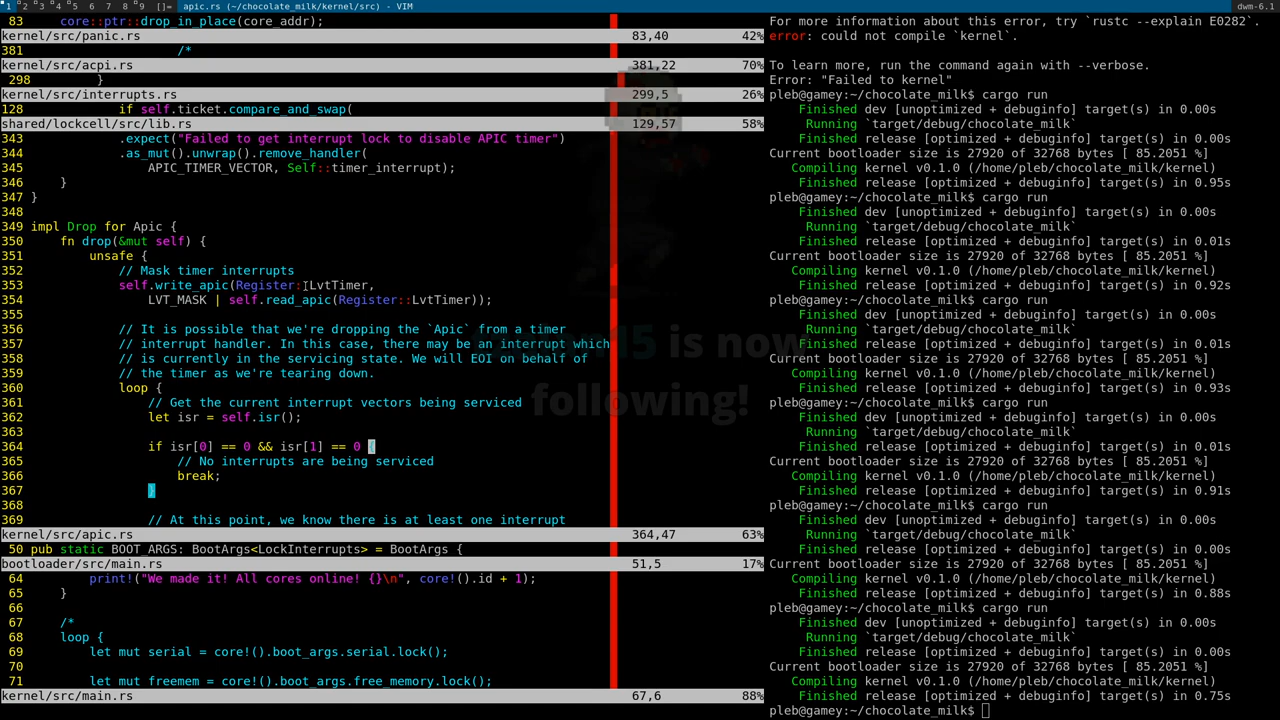 1 2 3 4 5 6 7 8 9 []= apic.rs (~/chocolate_milk/kernel/src) - VIM dwm-6.1
83     core::ptr::drop_in_place(core_addr);
kernel/src/panic.rs 83,40 42%
381                     /*
kernel/src/acpi.rs 381,22 70%
298         }
kernel/src/interrupts.rs 299,5 26%
128             if self.ticket.compare_and_swap(
shared/lockcell/src/lib.rs 129,57 58%
343             .expect("Failed to get interrupt lock to disable APIC timer")
344             .as_mut().unwrap().remove_handler(
345                 APIC_TIMER_VECTOR, Self::timer_interrupt);
346     }
347 }
348
349 impl Drop for Apic {
350     fn drop(&mut self) {
351         unsafe {
352             // Mask timer interrupts
353             self.write_apic(Register::LvtTimer,
354                 LVT_MASK | self.read_apic(Register::LvtTimer));
355
356             // It is possible that we're dropping the `Apic` from a timer
357             // interrupt handler. In this case, there may be an interrupt which
358             // is currently in the servicing state. We will EOI on behalf of
359             // the timer as we're tearing down.
360             loop {
361                 // Get the current interrupt vectors being serviced
362                 let isr = self.isr();
363
364                 if isr[0] == 0 && isr[1] == 0 {
365                     // No interrupts are being serviced
366                     break;
367                 }
368
369                 // At this point, we know there is at least one interrupt
kernel/src/apic.rs 364,47 63%
50 pub static BOOT_ARGS: BootArgs<LockInterrupts> = BootArgs {
bootloader/src/main.rs 51,5 17%
64         print!("We made it! All cores online! {}\n", core!().id + 1);
65     }
66
67     /*
68     loop {
69         let mut serial = core!().boot_args.serial.lock();
70
71         let mut freemem = core!().boot_args.free_memory.lock();
kernel/src/main.rs 67,6 88%
is now
following!
For more information about this error, try `rustc --explain E0282`.
error: could not compile `kernel`.

To learn more, run the command again with --verbose.
Error: "Failed to kernel"
pleb@gamey:~/chocolate_milk$ cargo run
    Finished dev [unoptimized + debuginfo] target(s) in 0.00s
     Running `target/debug/chocolate_milk`
    Finished release [optimized + debuginfo] target(s) in 0.00s
Current bootloader size is 27920 of 32768 bytes [ 85.2051 %]
   Compiling kernel v0.1.0 (/home/pleb/chocolate_milk/kernel)
    Finished release [optimized + debuginfo] target(s) in 0.95s
pleb@gamey:~/chocolate_milk$ cargo run
    Finished dev [unoptimized + debuginfo] target(s) in 0.00s
     Running `target/debug/chocolate_milk`
    Finished release [optimized + debuginfo] target(s) in 0.01s
Current bootloader size is 27920 of 32768 bytes [ 85.2051 %]
   Compiling kernel v0.1.0 (/home/pleb/chocolate_milk/kernel)
    Finished release [optimized + debuginfo] target(s) in 0.92s
pleb@gamey:~/chocolate_milk$ cargo run
    Finished dev [unoptimized + debuginfo] target(s) in 0.00s
     Running `target/debug/chocolate_milk`
    Finished release [optimized + debuginfo] target(s) in 0.00s
Current bootloader size is 27920 of 32768 bytes [ 85.2051 %]
   Compiling kernel v0.1.0 (/home/pleb/chocolate_milk/kernel)
    Finished release [optimized + debuginfo] target(s) in 0.93s
pleb@gamey:~/chocolate_milk$ cargo run
    Finished dev [unoptimized + debuginfo] target(s) in 0.00s
     Running `target/debug/chocolate_milk`
    Finished release [optimized + debuginfo] target(s) in 0.01s
Current bootloader size is 27920 of 32768 bytes [ 85.2051 %]
   Compiling kernel v0.1.0 (/home/pleb/chocolate_milk/kernel)
    Finished release [optimized + debuginfo] target(s) in 0.91s
pleb@gamey:~/chocolate_milk$ cargo run
    Finished dev [unoptimized + debuginfo] target(s) in 0.00s
     Running `target/debug/chocolate_milk`
    Finished release [optimized + debuginfo] target(s) in 0.00s
Current bootloader size is 27920 of 32768 bytes [ 85.2051 %]
   Compiling kernel v0.1.0 (/home/pleb/chocolate_milk/kernel)
    Finished release [optimized + debuginfo] target(s) in 0.88s
pleb@gamey:~/chocolate_milk$ cargo run
    Finished dev [unoptimized + debuginfo] target(s) in 0.00s
     Running `target/debug/chocolate_milk`
    Finished release [optimized + debuginfo] target(s) in 0.00s
Current bootloader size is 27920 of 32768 bytes [ 85.2051 %]
   Compiling kernel v0.1.0 (/home/pleb/chocolate_milk/kernel)
    Finished release [optimized + debuginfo] target(s) in 0.75s
pleb@gamey:~/chocolate_milk$